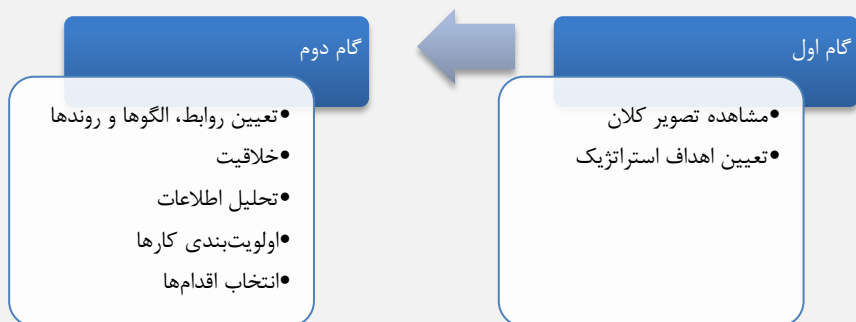 گام اول
•مشاهده تصویر کلان
•تعیین اهداف استراتژیک
گام دوم
•تعیین روابط، الگوها و روندها
•خلاقیت
•تحلیل اطلاعات
•اولویت‌بندی کارها
•انتخاب اقدام‌ها